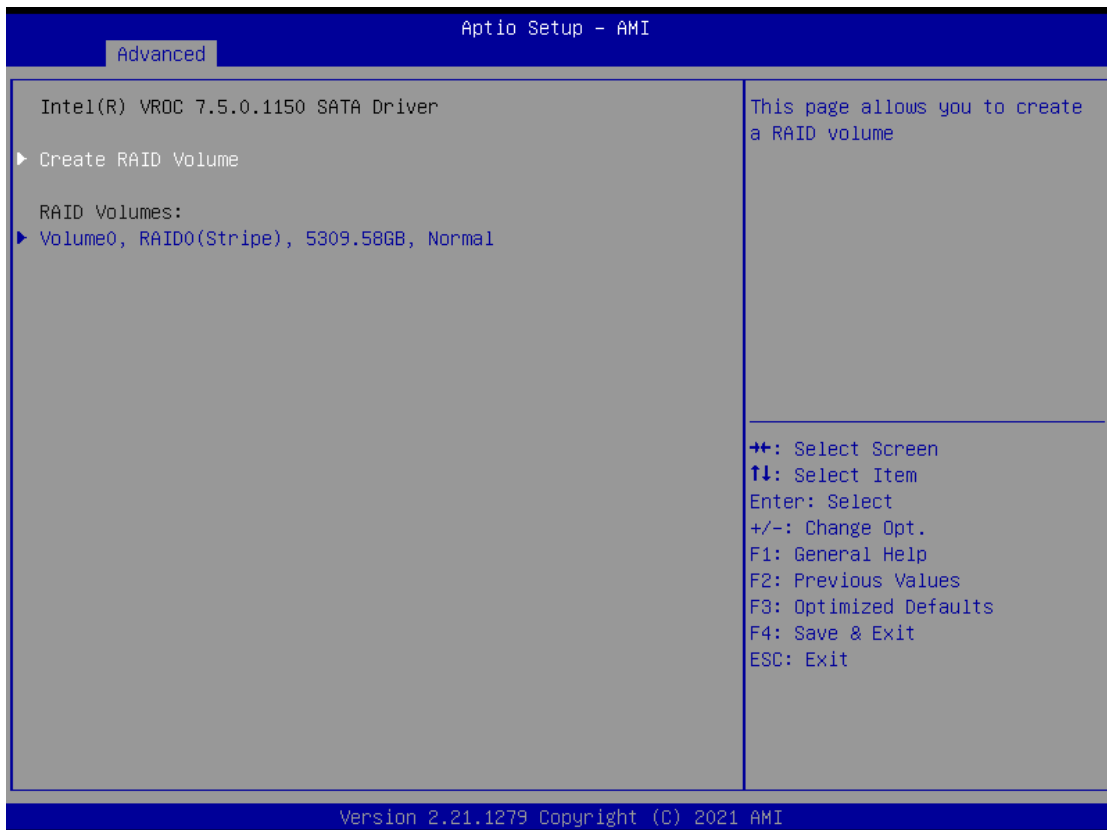 Aptio Setup – AMI
Advanced
Intel(R) VROC 7.5.0.1150 SATA Driver
▶ Create RAID Volume
RAID Volumes:
▶ Volume0, RAID0(Stripe), 5309.58GB, Normal
This page allows you to create
a RAID volume
→←: Select Screen
↑↓: Select Item
Enter: Select
+/-: Change Opt.
F1: General Help
F2: Previous Values
F3: Optimized Defaults
F4: Save & Exit
ESC: Exit
Version 2.21.1279 Copyright (C) 2021 AMI